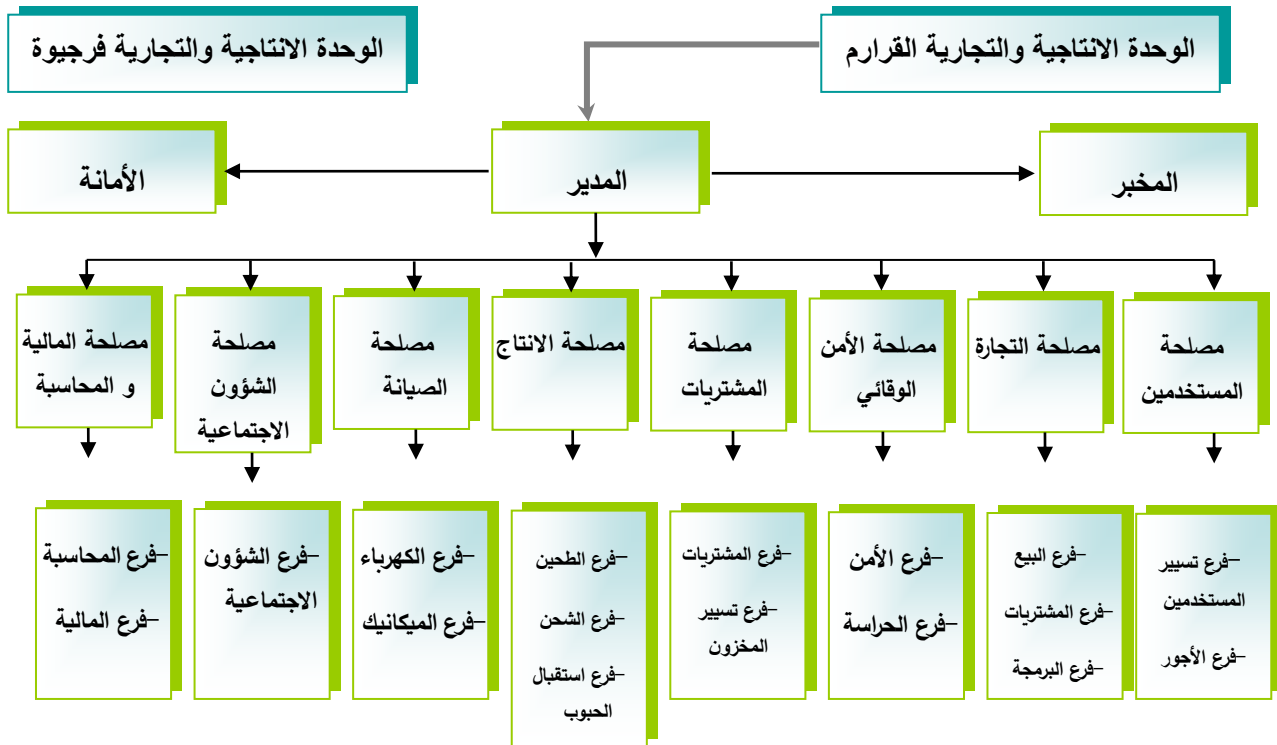 الوحدة الانتاجية والتجارية القرارم
الوحدة الانتاجية والتجارية فرجيوة
المخبر
المدير
الأمانة
مصلحة
المستخدمين
مصلحة التجارة
مصلحة الأمن
الوقائي
مصلحة
المشتريات
مصلحة الانتاج
مصلحة
الصيانة
مصلحة
الشؤون
الاجتماعية
مصلحة المالية
و المحاسبة
–فرع تسيير
المستخدمين
–فرع الأجور
–فرع البيع
–فرع المشتريات
–فرع البرمجة
–فرع الأمن
–فرع الحراسة
–فرع المشتريات
–فرع تسيير
المخزون
–فرع الطحين
–فرع الشحن
–فرع استقبال
الحبوب
–فرع الكهرباء
–فرع الميكانيك
–فرع الشؤون
الاجتماعية
–فرع المحاسبة
–فرع المالية